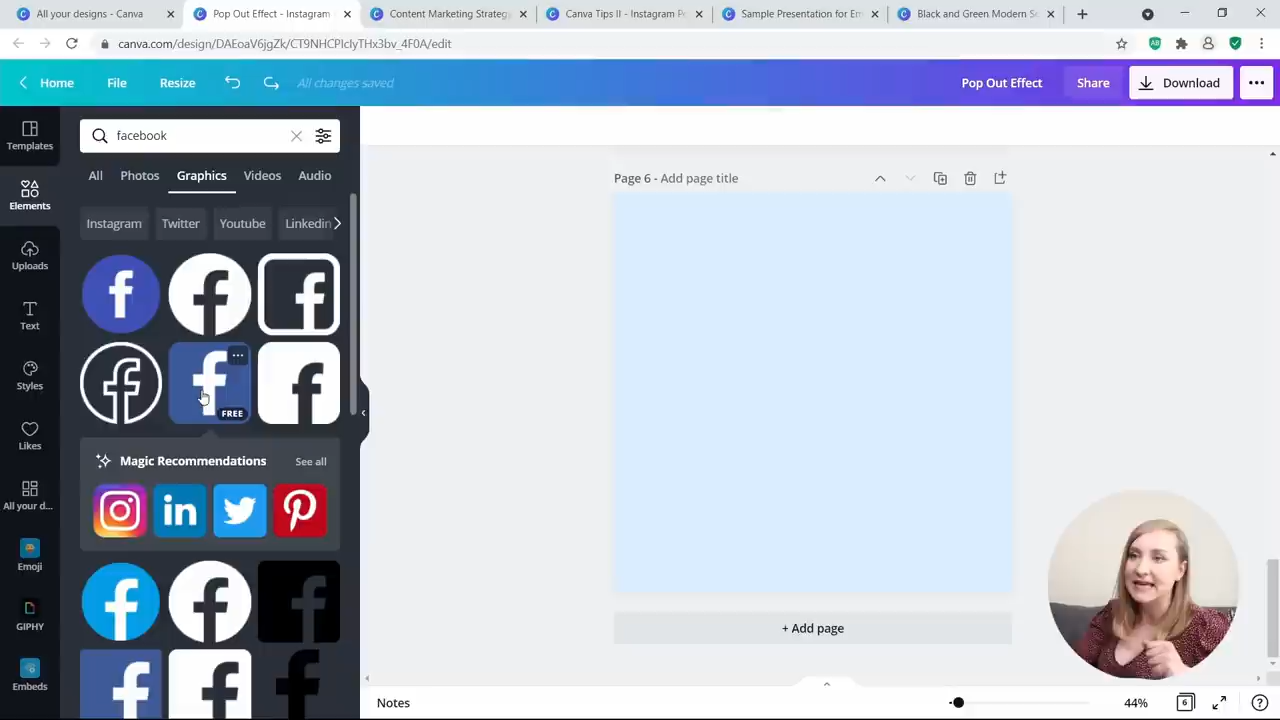 All your designs - Canva
Pop Out Effect - Instagram
Content Marketing Strategy
Canva Tips II - Instagram P
Sample Presentation for Em
Black and Green Modern Se
canva.com/design/DAEoaV6jgZk/CT9NHCPlclyTHx3bv_4F0A/edit
Home File Resize All changes saved Pop Out Effect Share Download
Templates
Elements
Uploads
Text
Styles
Likes
All your d...
Emoji
GIPHY
Embeds
facebook
All Photos Graphics Videos Audio
Instagram Twitter Youtube Linkedin
FREE
Magic Recommendations See all
Page 6 - Add page title
+ Add page
Notes
44%
6